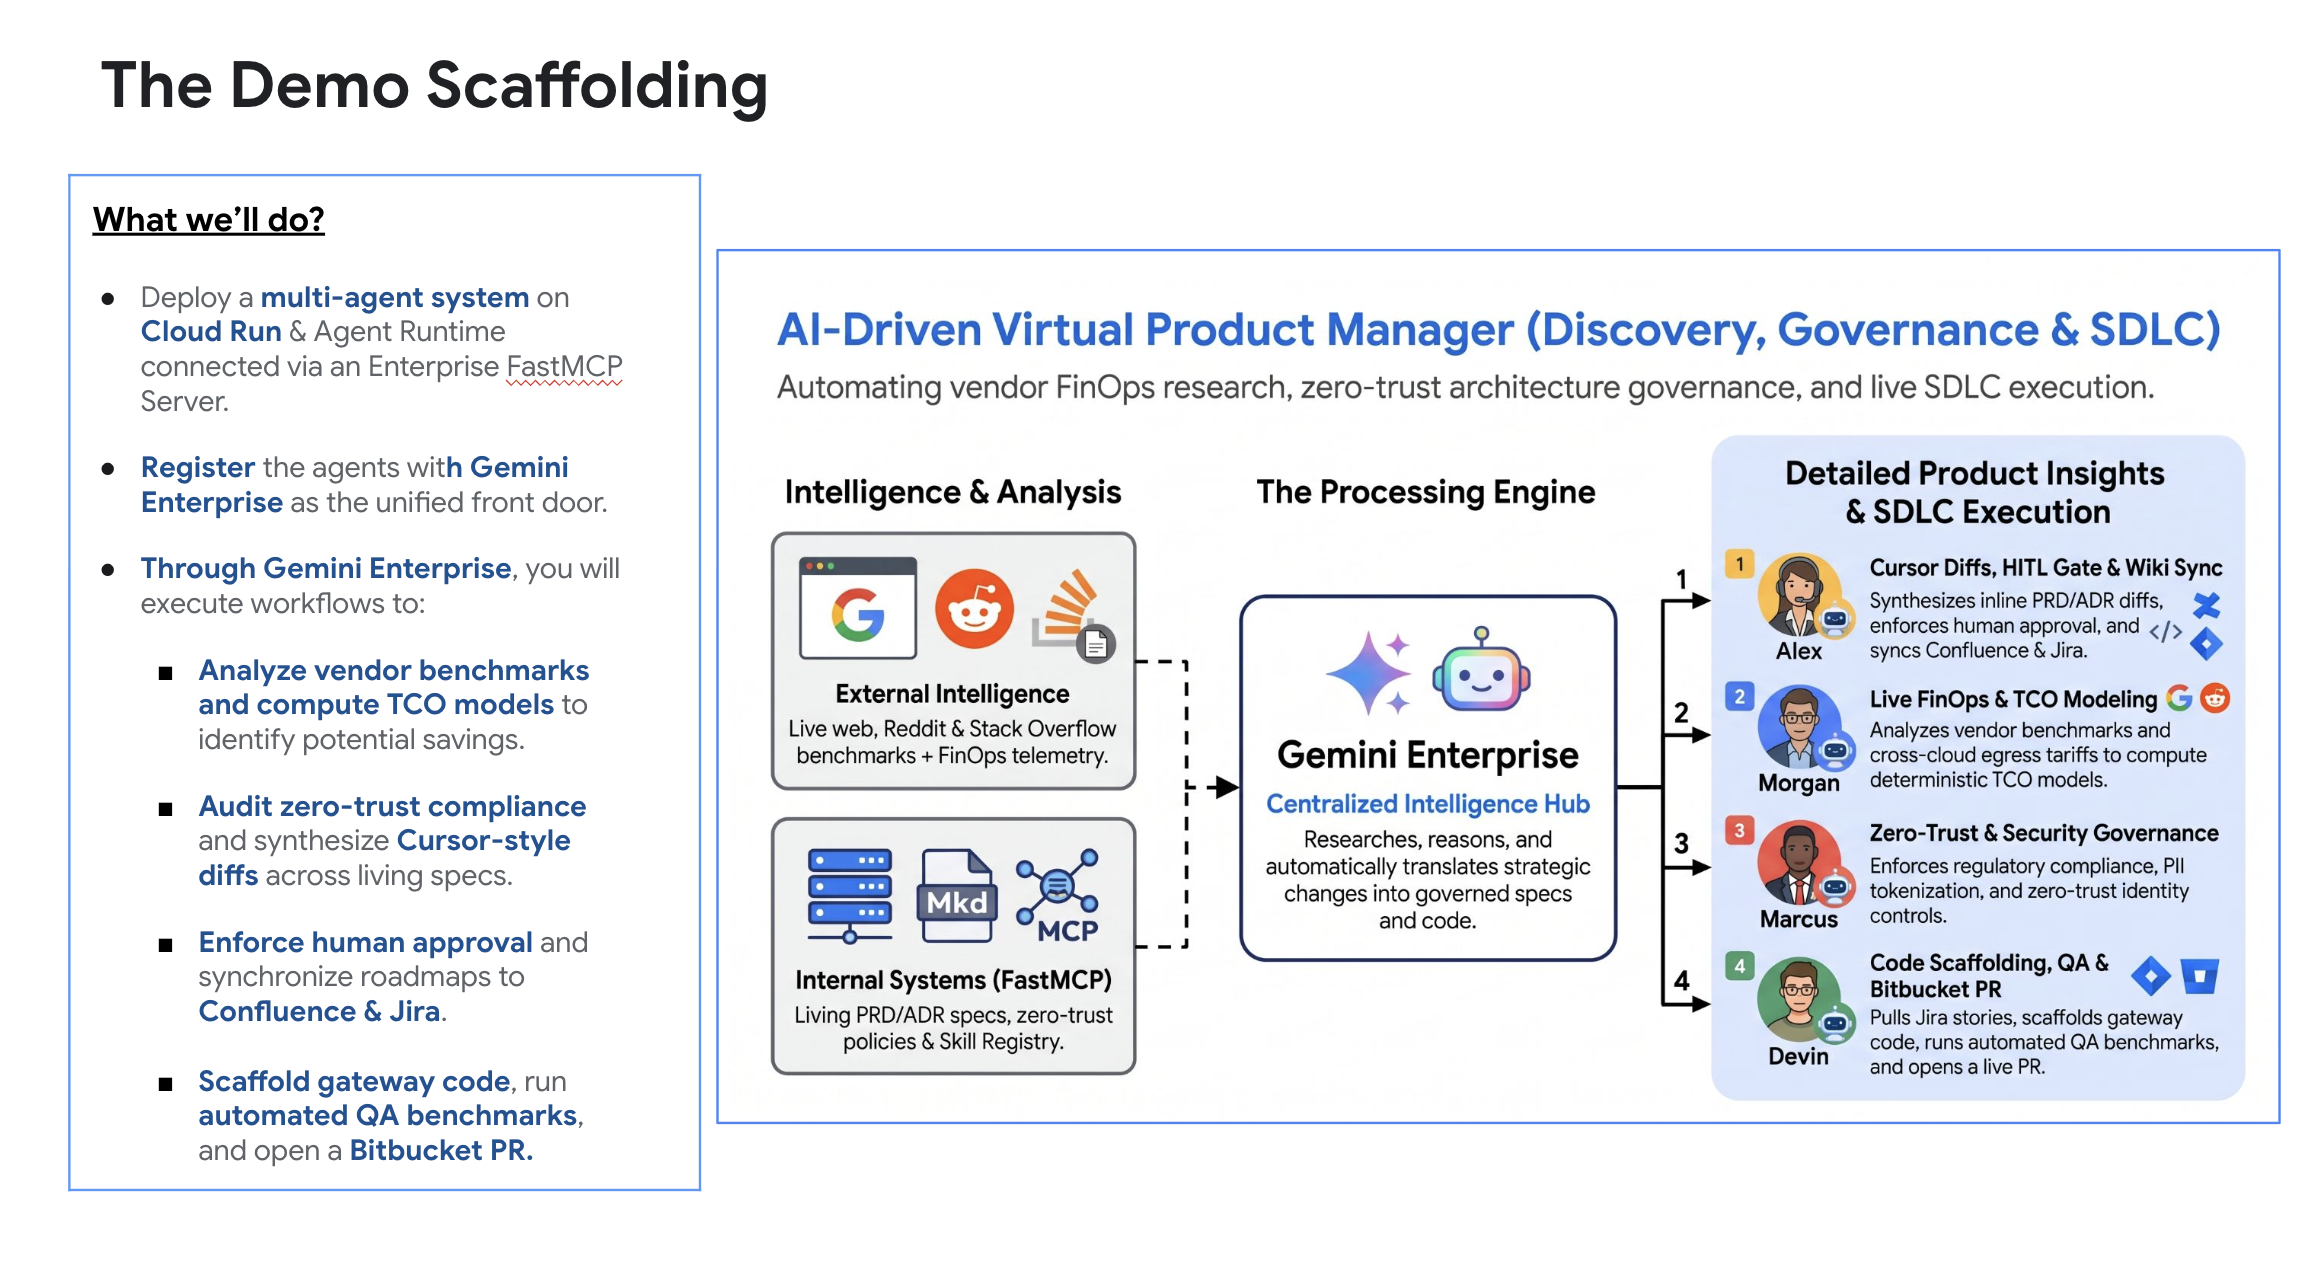 The Demo Scaffolding
What we'll do?
● Deploy a multi-agent system on
Cloud Run & Agent Runtime
connected via an Enterprise FastMCP
Server.
● Register the agents with Gemini
Enterprise as the unified front door.
● Through Gemini Enterprise, you will
execute workflows to:
■ Analyze vendor benchmarks
and compute TCO models to
identify potential savings.
■ Audit zero-trust compliance
and synthesize Cursor-style
diffs across living specs.
■ Enforce human approval and
synchronize roadmaps to
Confluence & Jira.
■ Scaffold gateway code, run
automated QA benchmarks,
and open a Bitbucket PR.
AI-Driven Virtual Product Manager (Discovery, Governance & SDLC)
Automating vendor FinOps research, zero-trust architecture governance, and live SDLC execution.
Intelligence & Analysis
G
External Intelligence
Live web, Reddit & Stack Overflow
benchmarks + FinOps telemetry.
Mkd
MCP
Internal Systems (FastMCP)
Living PRD/ADR specs, zero-trust
policies & Skill Registry.
The Processing Engine
Gemini Enterprise
Centralized Intelligence Hub
Researches, reasons, and
automatically translates strategic
changes into governed specs
and code.
1
2
3
4
Detailed Product Insights
& SDLC Execution
1
Alex
Cursor Diffs, HITL Gate & Wiki Sync
Synthesizes inline PRD/ADR diffs,
enforces human approval, and </>
syncs Confluence & Jira.
2
Morgan
Live FinOps & TCO Modeling G
Analyzes vendor benchmarks and
cross-cloud egress tariffs to compute
deterministic TCO models.
3
Marcus
Zero-Trust & Security Governance
Enforces regulatory compliance, PII
tokenization, and zero-trust identity
controls.
4
Devin
Code Scaffolding, QA &
Bitbucket PR
Pulls Jira stories, scaffolds gateway
code, runs automated QA benchmarks,
and opens a live PR.